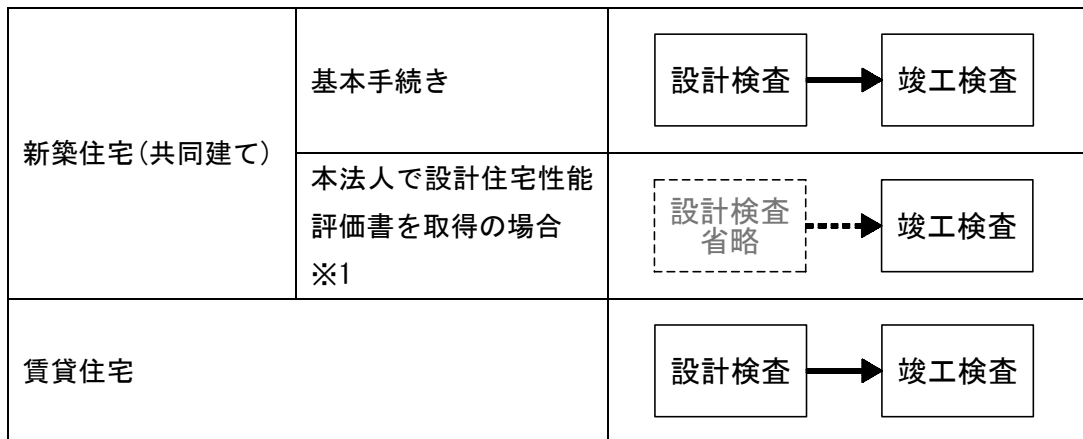 新築住宅(共同建て)
基本手続き
設計検査
竣工検査
本法人で設計住宅性能
評価書を取得の場合
※1
設計検査
省略
竣工検査
賃貸住宅
設計検査
竣工検査